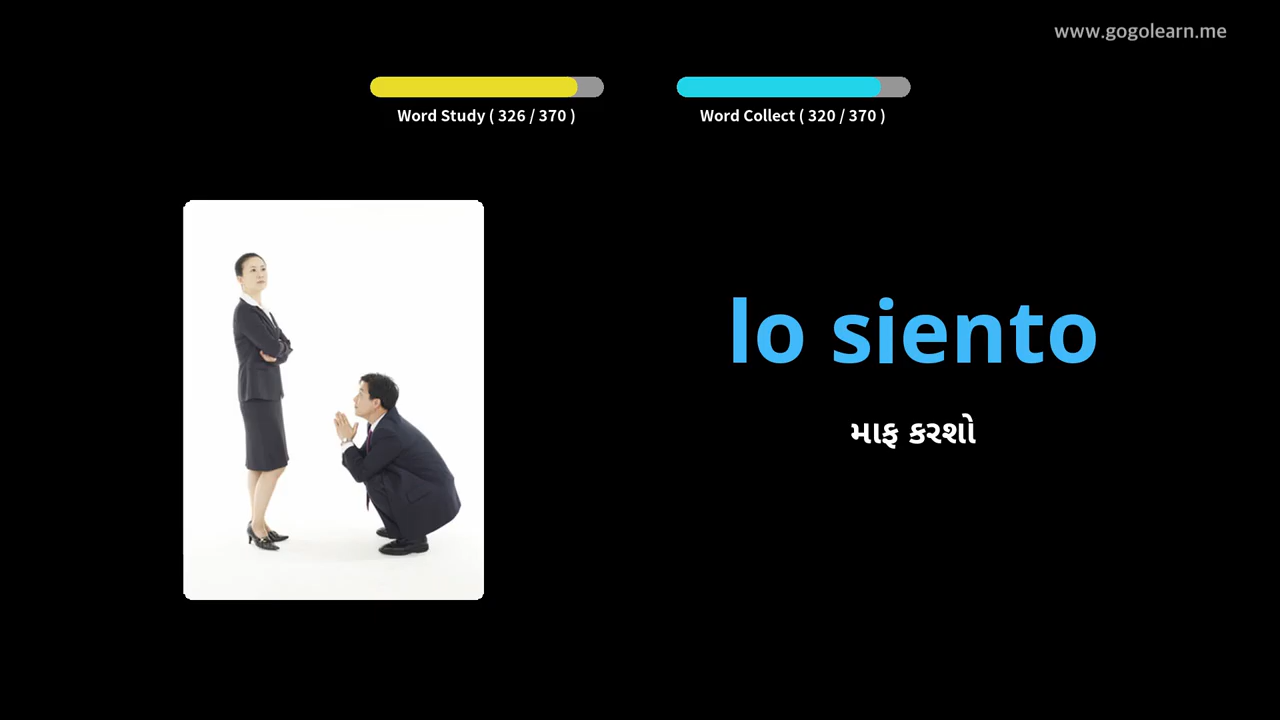 www.gogolearn.me
Word Study ( 326 / 370 )
Word Collect ( 320 / 370 )
lo siento
માફ કરશો